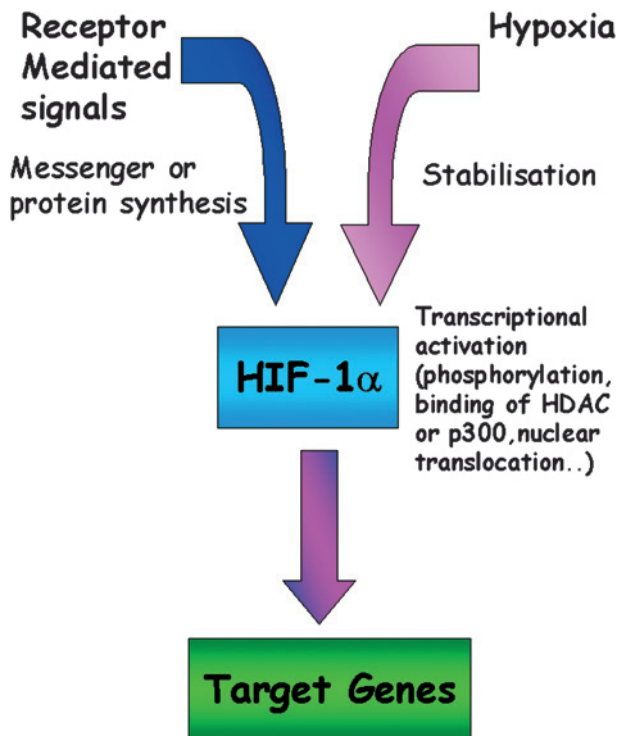 Receptor
Mediated
signals
Hypoxia
Messenger or
protein synthesis
Stabilisation
HIF-1α
Transcriptional
activation
(phosphorylation,
binding of HDAC
or p300,nuclear
translocation..)
Target Genes